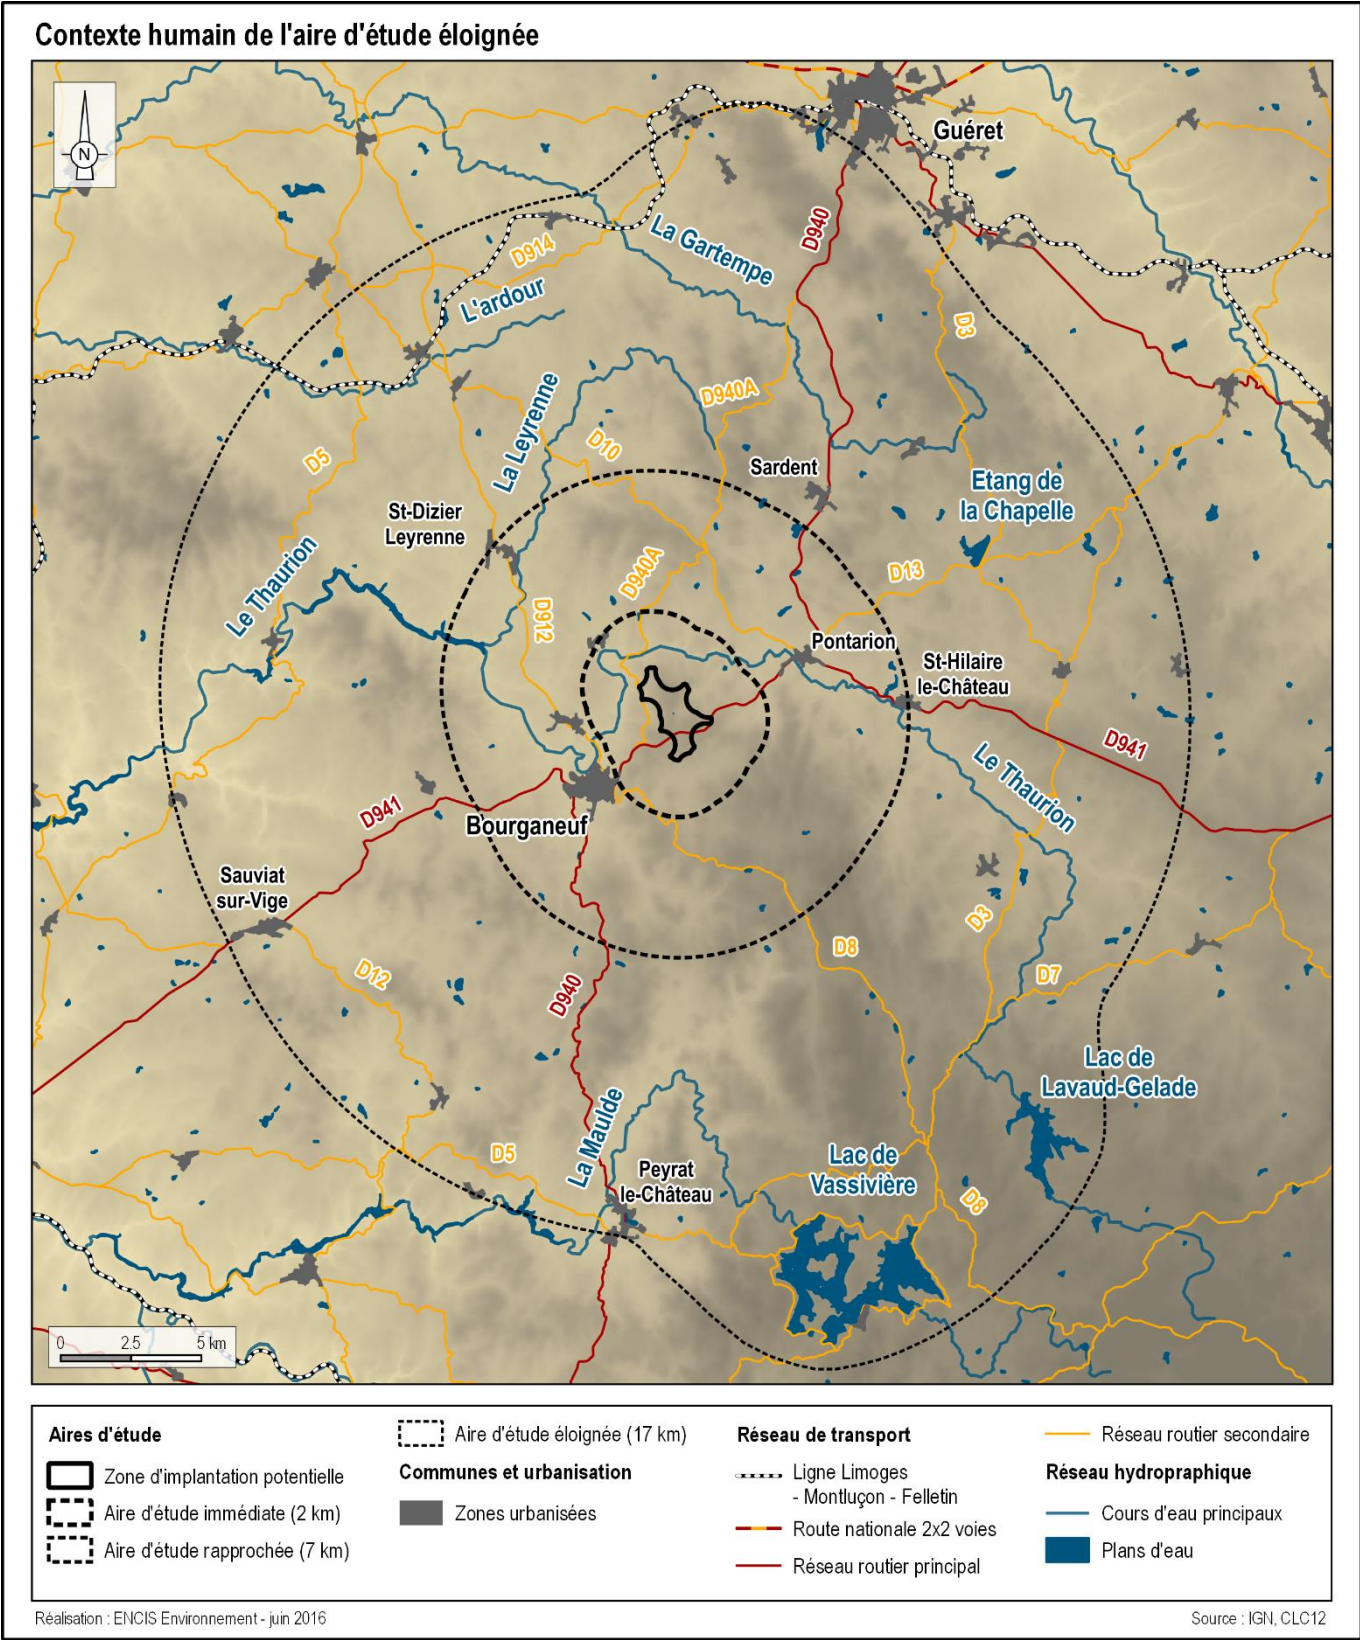 Contexte humain de l'aire d'étude éloignée
N
Guéret
D940
La Gartempe
D914
L'ardour
D3
D940A
La Leyrenne
D10
D5
Sardent
Etang de
la Chapelle
St-Dizier
Leyrenne
D940A
D13
Le Thaurion
D912
Pontarion
St-Hilaire
le-Château
D941
Le Thaurion
D941
Bourganeuf
Sauviat
sur-Vige
D3
D8
D12
D7
D940
Lac de
Lavaud-Gelade
La Maulde
D5
Peyrat
le-Château
Lac de
Vassivière
D8
0 2.5 5 km
Aires d'étude
Zone d'implantation potentielle
Aire d'étude immédiate (2 km)
Aire d'étude rapprochée (7 km)
Aire d'étude éloignée (17 km)
Communes et urbanisation
Zones urbanisées
Réseau de transport
Ligne Limoges
- Montluçon - Felletin
Route nationale 2x2 voies
Réseau routier principal
Réseau routier secondaire
Réseau hydropraphique
Cours d'eau principaux
Plans d'eau
Réalisation : ENCIS Environnement - juin 2016
Source : IGN, CLC12